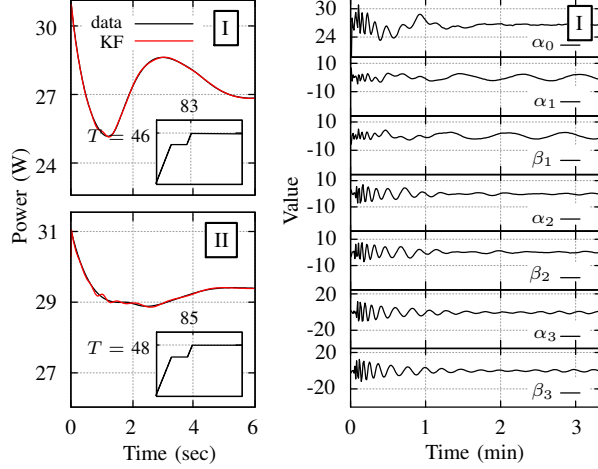 30
27
24
Power (W)
data
KF
I
83
T = 46
31
29
26
II
85
T = 48
0
2
4
6
Time (sec)
31
24
I
α0
10
-10
α1
10
-10
β1
10
-10
α2
10
-10
β2
20
-20
α3
20
-20
β3
Value
0
1
2
3
Time (min)